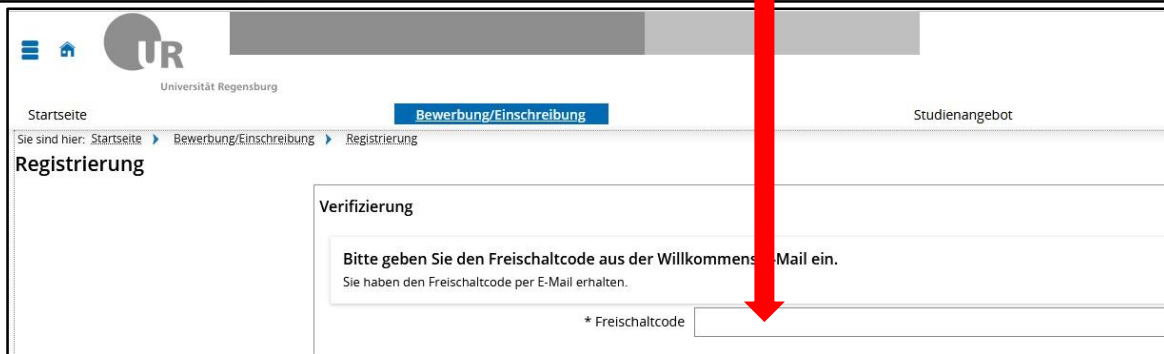 UR
Universität Regensburg
Startseite Bewerbung/Einschreibung Studienangebot
Sie sind hier: Startseite Bewerbung/Einschreibung Registrierung
Registrierung
Verifizierung
Bitte geben Sie den Freischaltcode aus der Willkommens -Mail ein.
Sie haben den Freischaltcode per E-Mail erhalten.
* Freischaltcode